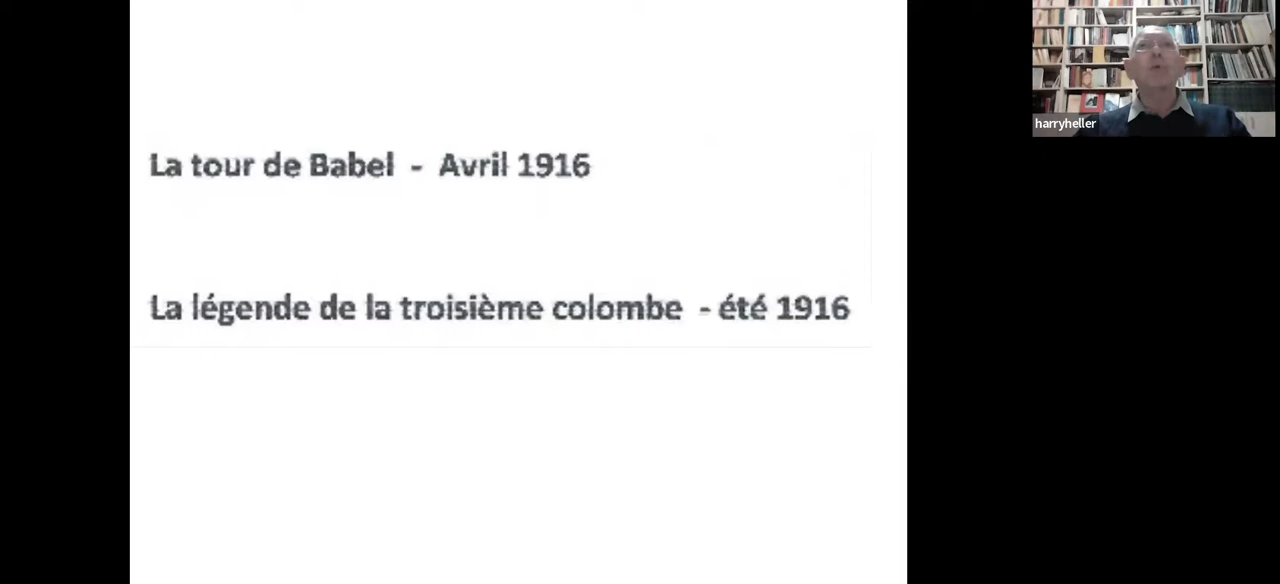 La tour de Babel - Avril 1916
La légende de la troisième colombe - été 1916
harryheller